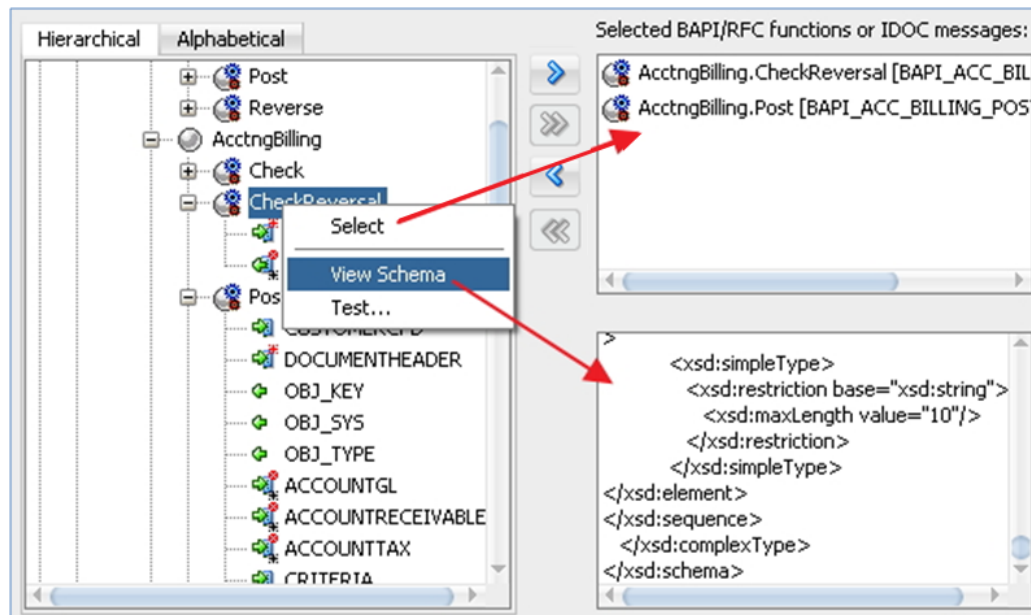 Hierarchical
Alphabetical
Post
Reverse
AcctngBilling
Check
CheckReversal
Select
View Schema
Test...
DOCUMENTHEADER
OBJ_KEY
OBJ_SYS
OBJ_TYPE
ACCOUNTGL
ACCOUNTRECEIVABLE
ACCOUNTTAX
CRITERIA
Selected BAPI/RFC functions or IDOC messages:
AcctngBilling.CheckReversal [BAPI_ACC_BIL
AcctngBilling.Post [BAPI_ACC_BILLING_POS
>
<xsd:simpleType>
<xsd:restriction base="xsd:string">
<xsd:maxLength value="10"/>
</xsd:restriction>
</xsd:simpleType>
</xsd:element>
</xsd:sequence>
</xsd:complexType>
</xsd:schema>